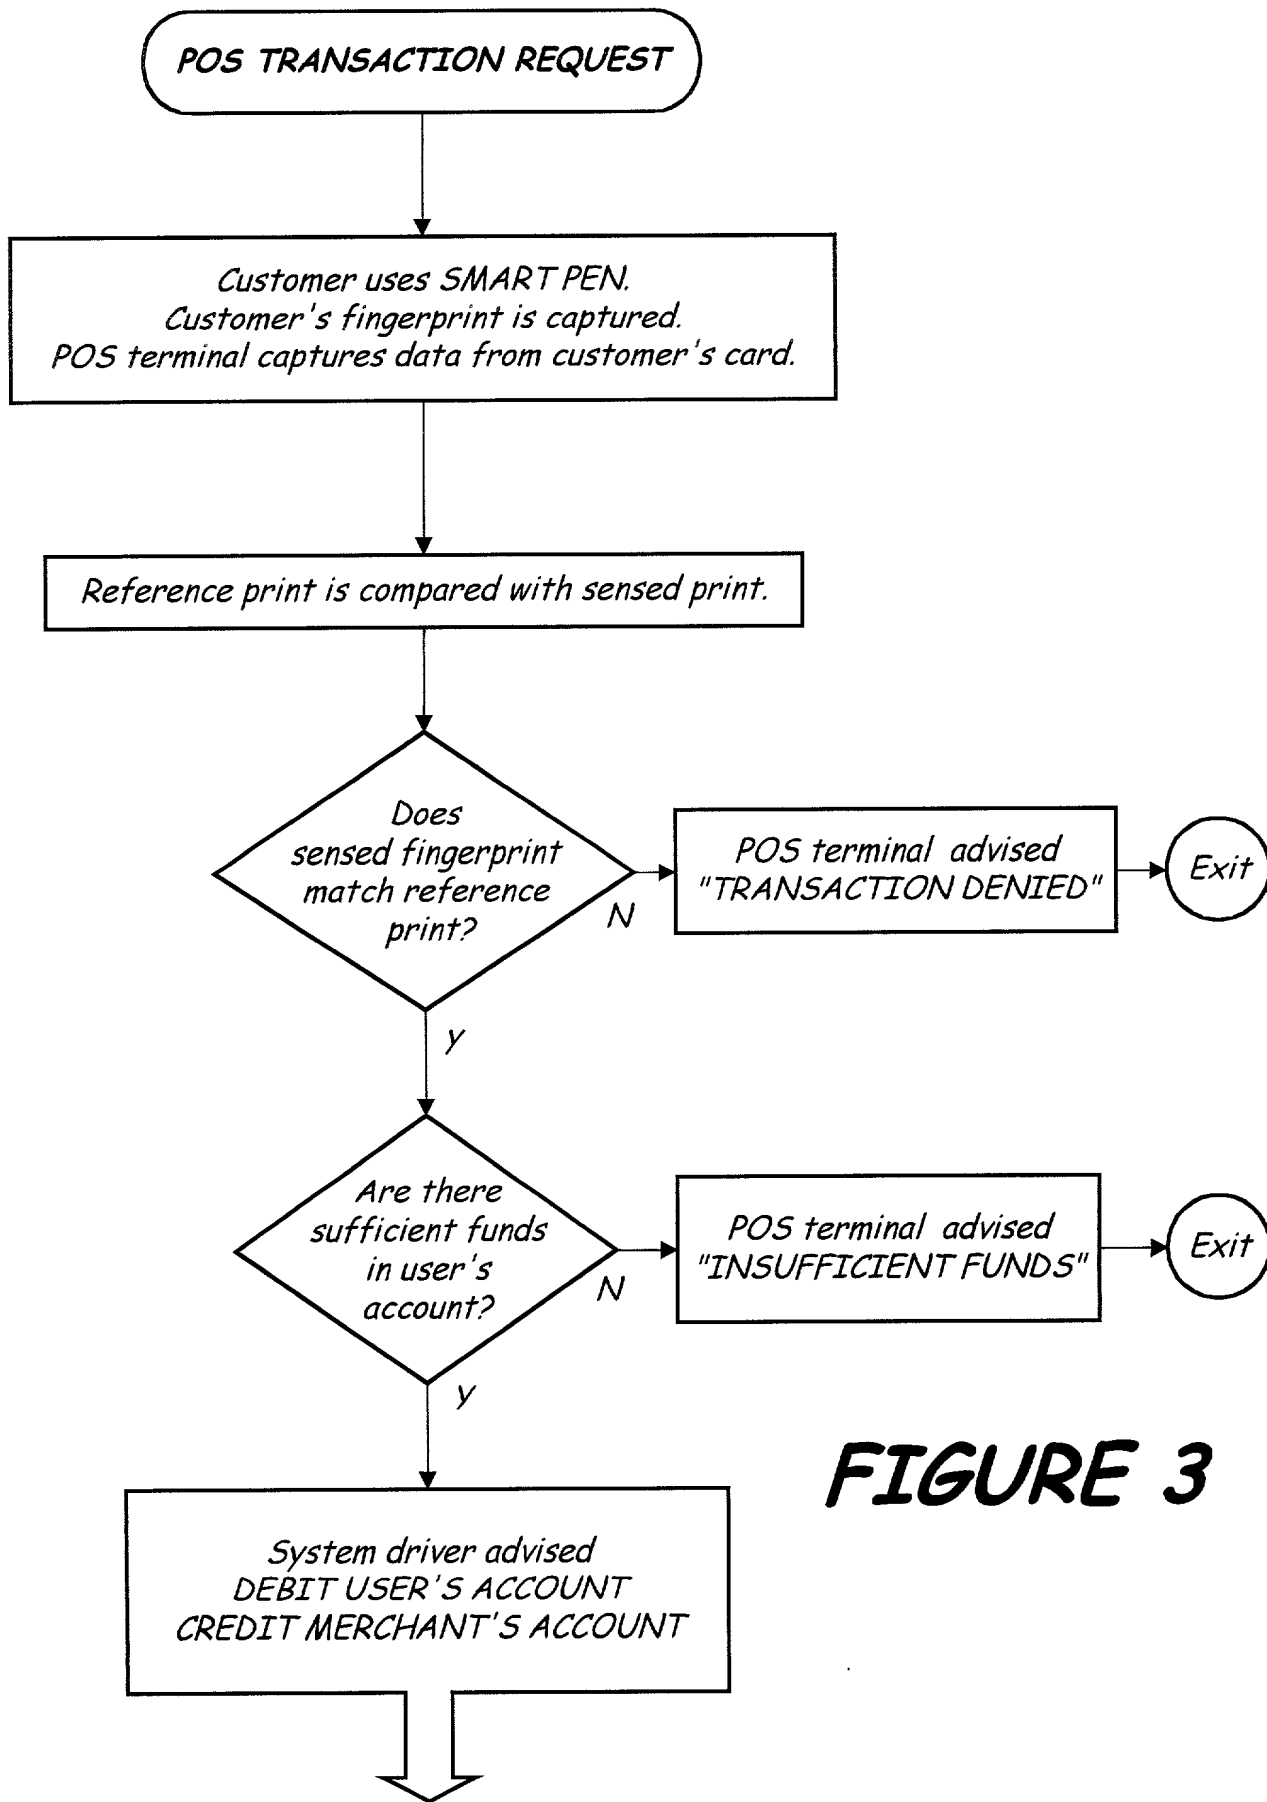 POS TRANSACTION REQUEST
Customer uses SMART PEN.
Customer's fingerprint is captured.
POS terminal captures data from customer's card.
Reference print is compared with sensed print.
Does
sensed fingerprint
match reference
print?
N
POS terminal advised
"TRANSACTION DENIED"
Exit
Y
Are there
sufficient funds
in user's
account?
N
POS terminal advised
"INSUFFICIENT FUNDS"
Exit
Y
System driver advised
DEBIT USER'S ACCOUNT
CREDIT MERCHANT'S ACCOUNT
FIGURE 3